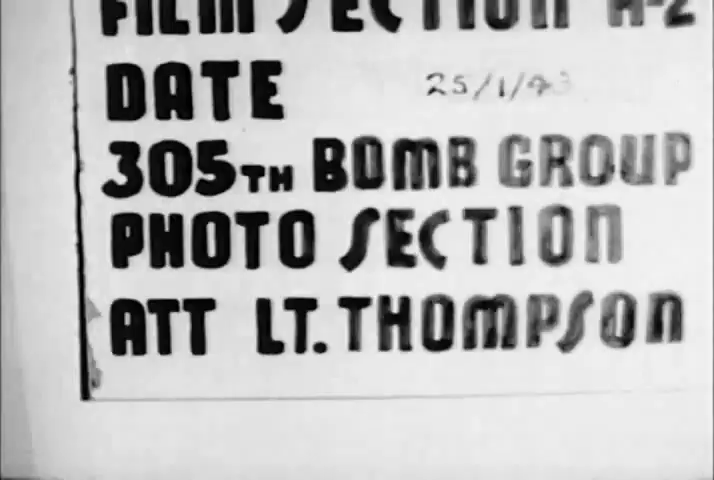 FILM SECTION A-2
DATE 25/1/43
305TH BOMB GROUP
PHOTO SECTION
ATT LT. THOMPSON